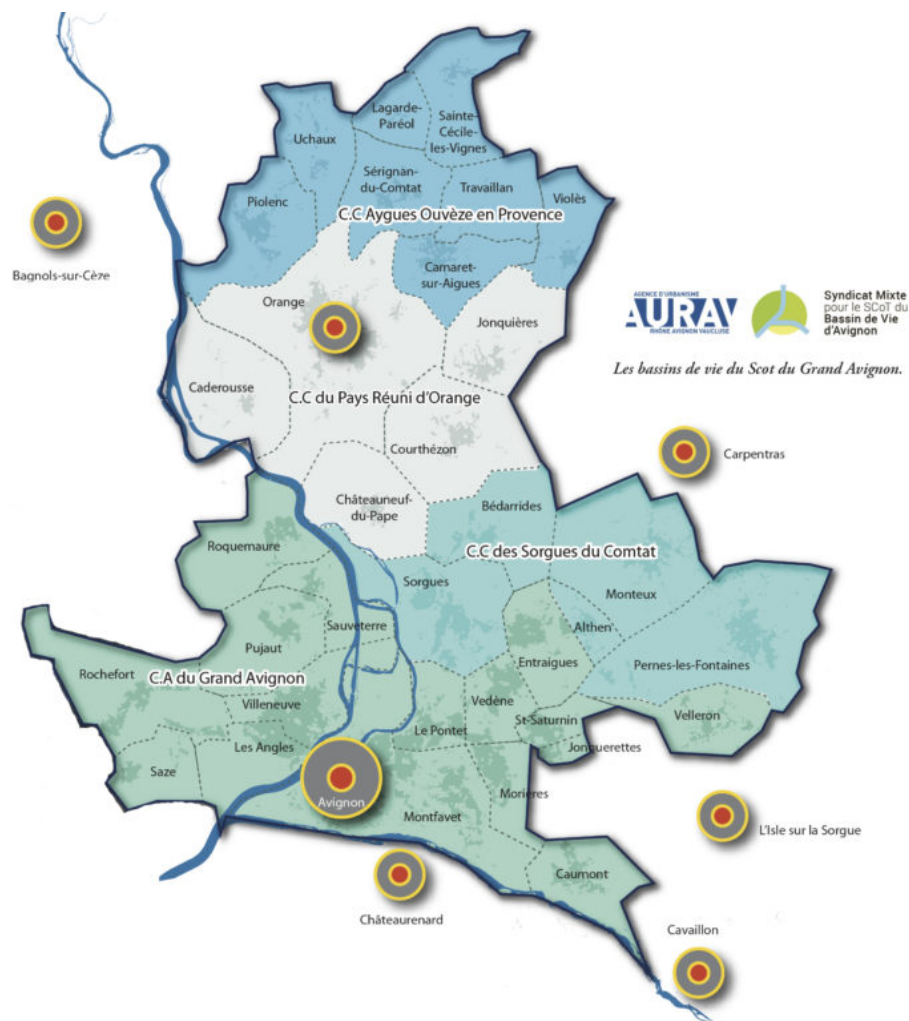 Lagarde-
Paréol
Sainte-
Cécile-
les-Vignes
Uchaux
Sérignan-
du-Comtat
Travaillan
Violès
Piolenc
C.C Aygues Ouvèze en Provence
Bagnols-sur-Cèze
Camaret-
sur-Aigues
Orange
Jonquières
AGENCE D'URBANISME
AURAV
RHÔNE AVIGNON VAUCLUSE
Syndicat Mixte
pour le SCoT du
Bassin de Vie
d'Avignon
Les bassins de vie du Scot du Grand Avignon.
Caderousse
C.C du Pays Réuni d'Orange
Courthézon
Carpentras
Châteauneuf-
du-Pape
Bédarrides
Roquemaure
C.C des Sorgues du Comtat
Sorgues
Monteux
Sauveterre
Althen
Pujaut
Entraigues
Pernes-les-Fontaines
Rochefort
C.A du Grand Avignon
Villeneuve
Vedène
Velleron
Le Pontet
St-Saturnin
Les Angles
Jonquerettes
Saze
Morières
Avignon
Montfavet
L'Isle sur la Sorgue
Caumont
Châteaurenard
Cavaillon